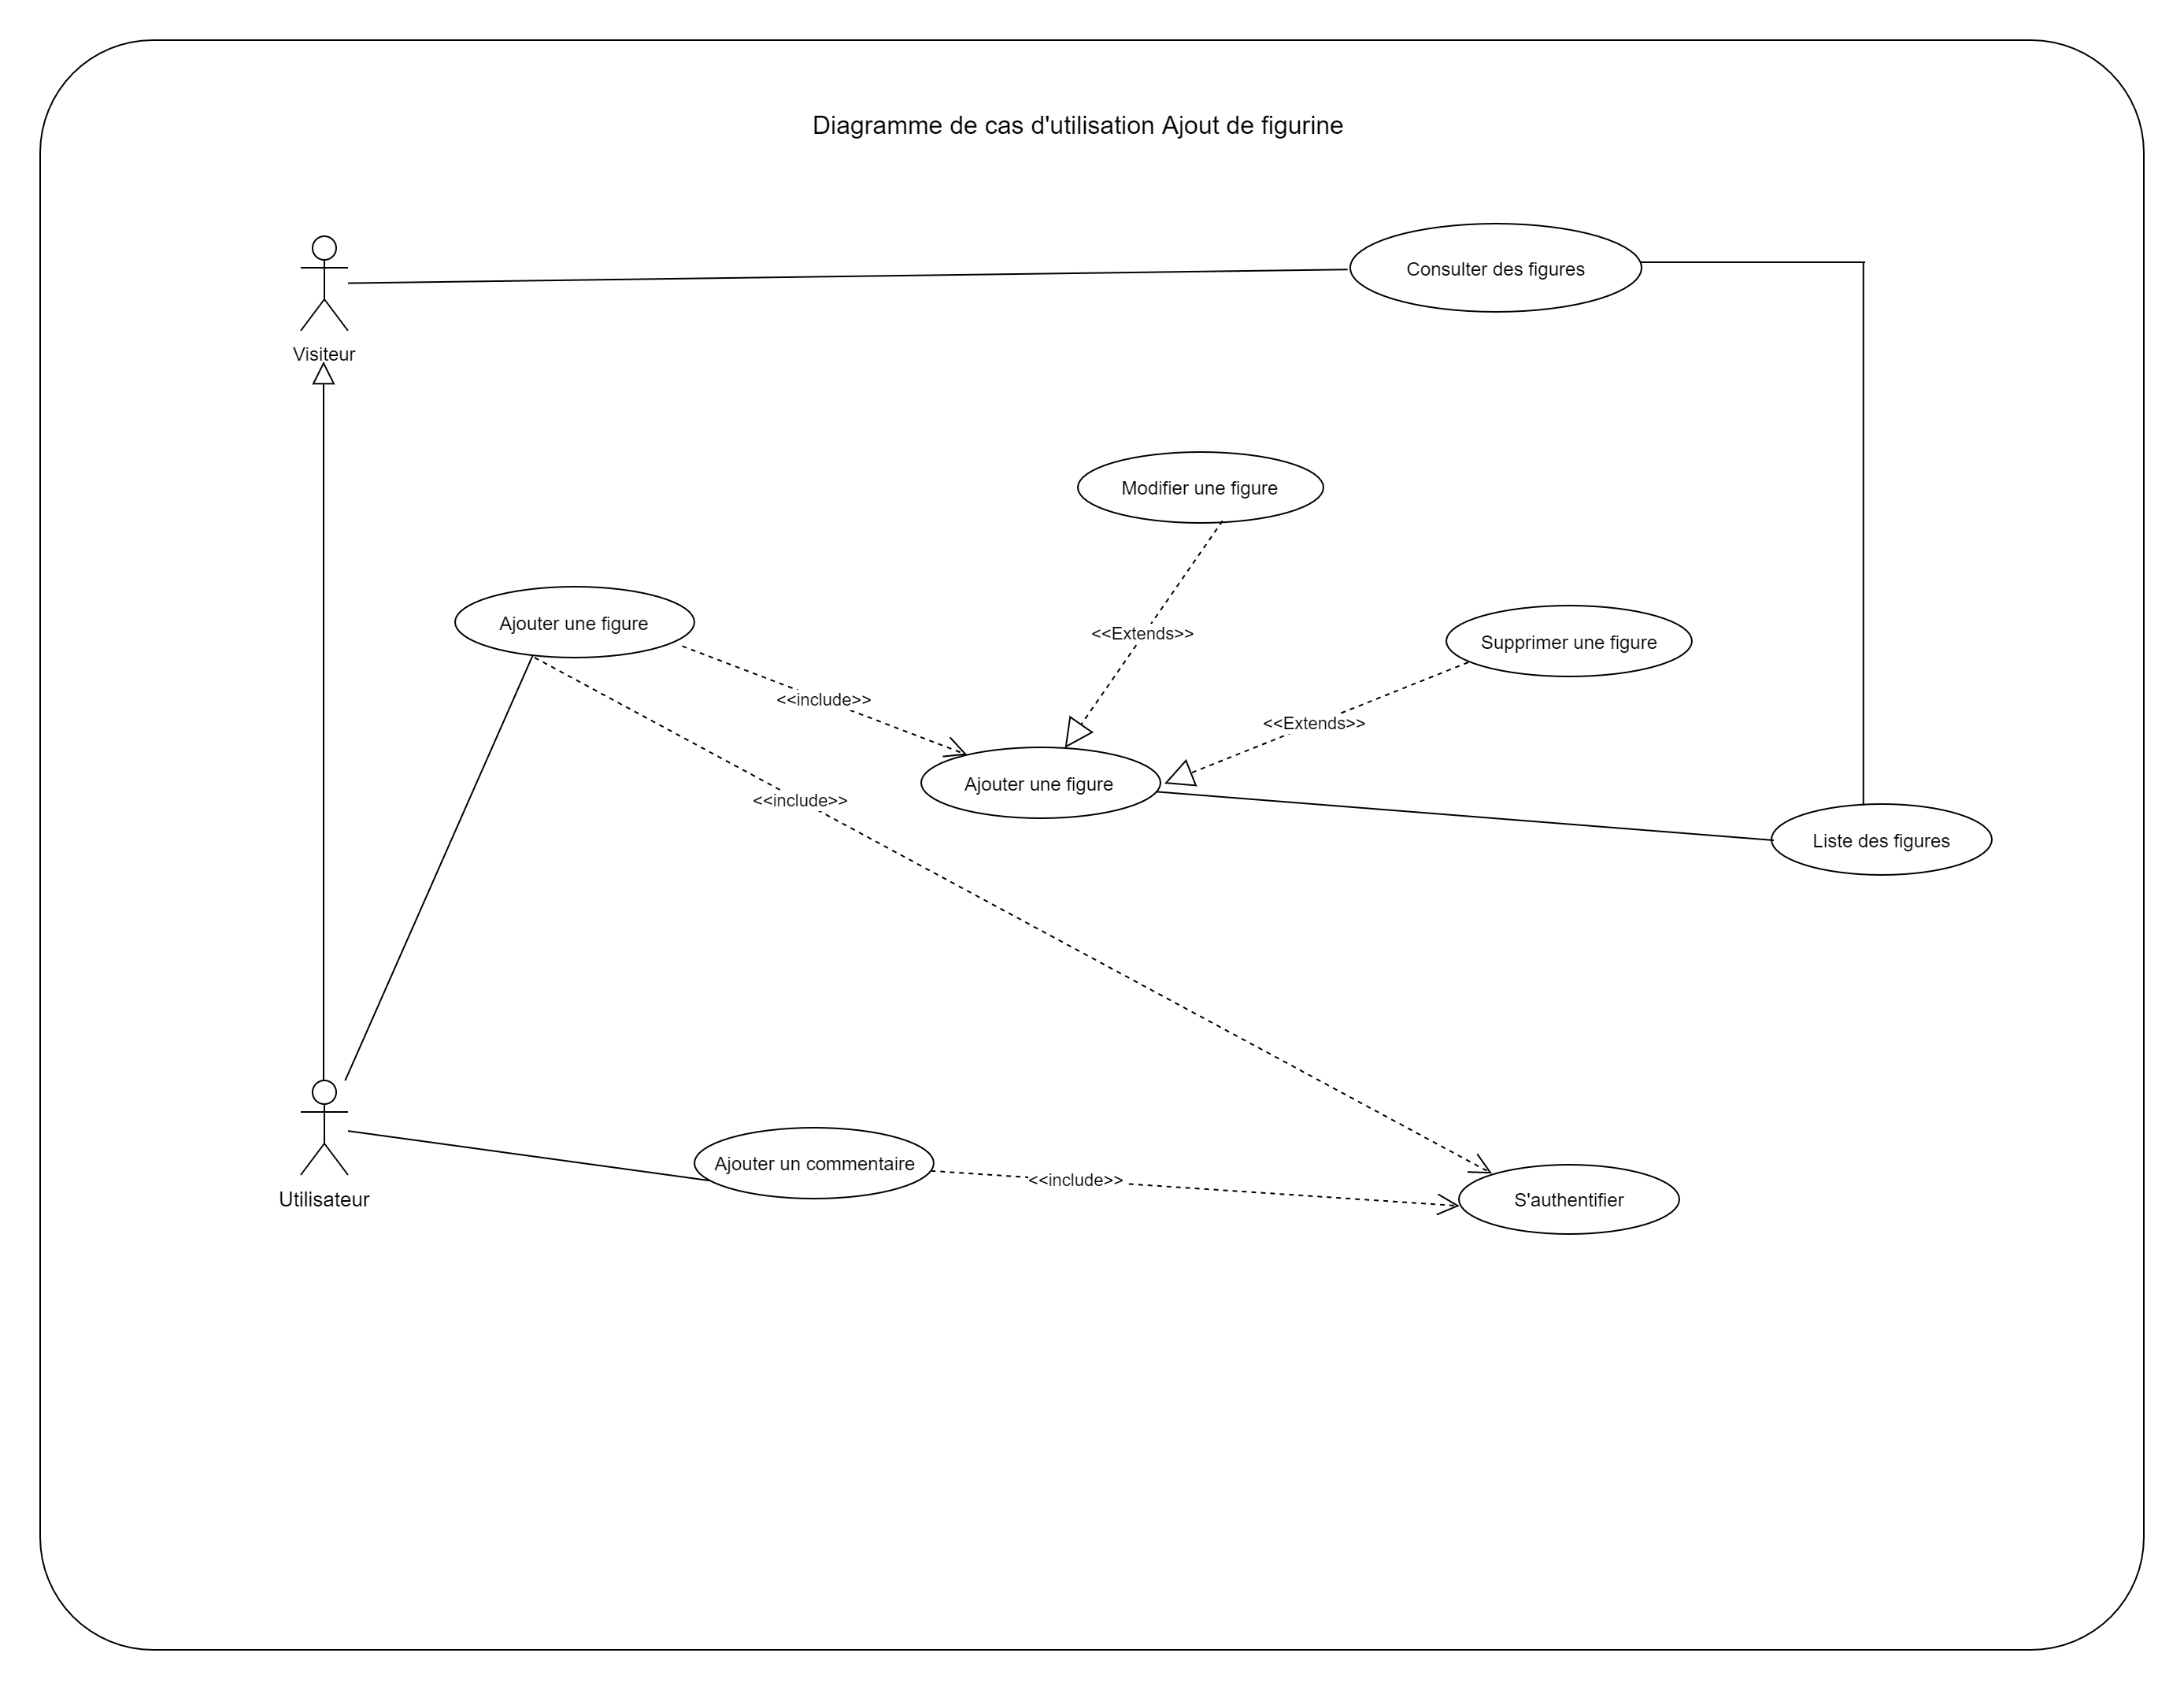 Diagramme de cas d'utilisation Ajout de figurine
Consulter des figures
Visiteur
Modifier une figure
Ajouter une figure
<<Extends>>
Supprimer une figure
<<include>>
<<Extends>>
Ajouter une figure
<<include>>
Liste des figures
Ajouter un commentaire
<<include>>
Utilisateur
S'authentifier